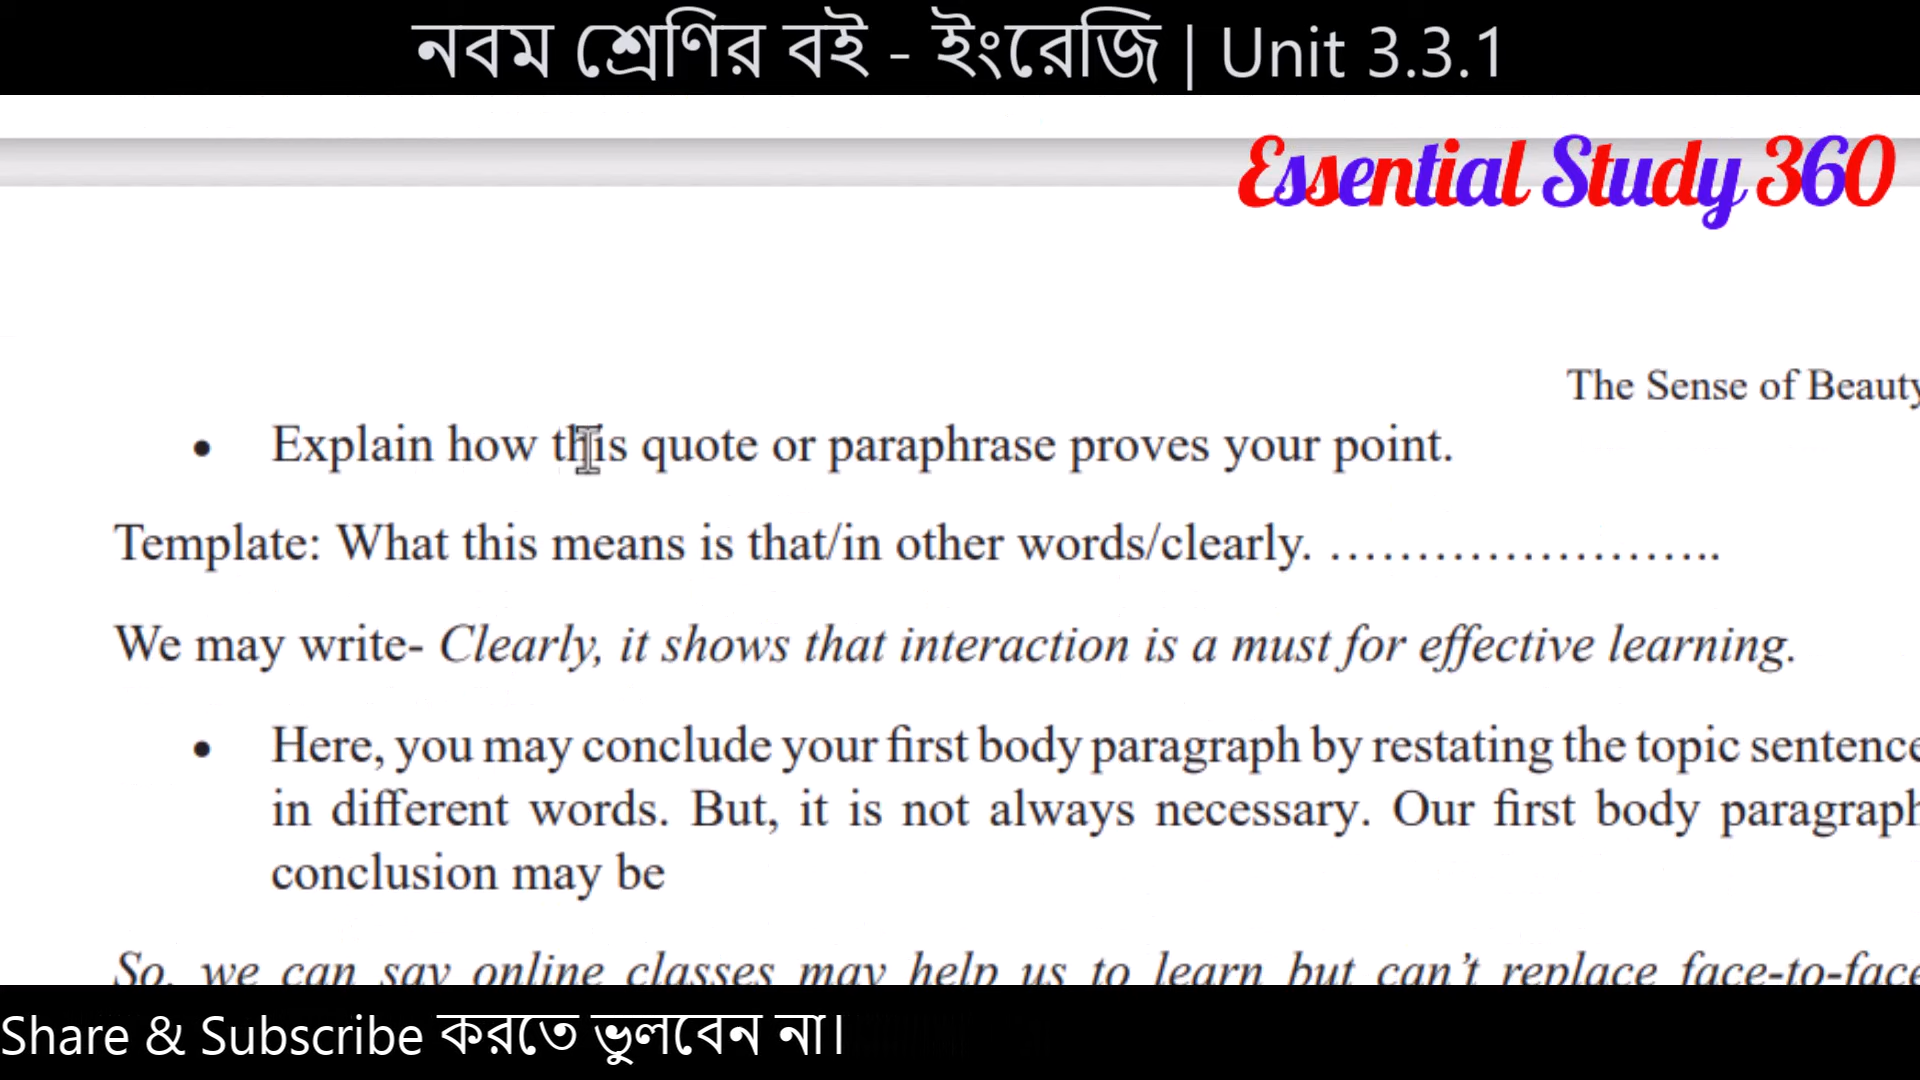 নবম শ্রেণির বই - ইংরেজি | Unit 3.3.1
Essential Study 360
The Sense of Beauty
• Explain how this quote or paraphrase proves your point.
Template: What this means is that/in other words/clearly. ……………………..
We may write- Clearly, it shows that interaction is a must for effective learning.
• Here, you may conclude your first body paragraph by restating the topic sentence
in different words. But, it is not always necessary. Our first body paragraph
conclusion may be
So, we can say online classes may help us to learn but can't replace face-to-face
Share & Subscribe করতে ভুলবেন না।